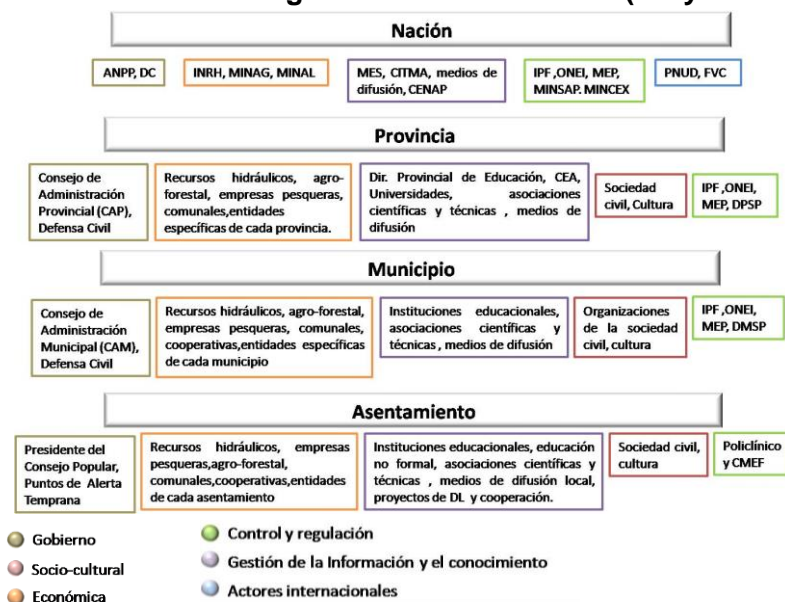 Nación
ANPP, DC
INRH, MINAG, MINAL
MES, CITMA, medios de
difusión, CENAP
IPF ,ONEI, MEP,
MINSAP. MINCEX
PNUD, FVC
Provincia
Consejo de
Administración
Provincial (CAP),
Defensa Civil
Recursos hidráulicos, agro-
forestal, empresas pesqueras,
comunales,entidades
específicas de cada provincia.
Dir. Provincial de Educación, CEA,
Universidades, asociaciones
científicas y técnicas , medios de
difusión
Sociedad
civil, Cultura
IPF ,ONEI,
MEP, DPSP
Municipio
Consejo de
Administración
Municipal (CAM),
Defensa Civil
Recursos hidráulicos, agro-forestal,
empresas pesqueras, comunales,
cooperativas,entidades específicas
de cada municipio
Instituciones educacionales,
asociaciones científicas y
técnicas , medios de difusión
Organizaciones
de la sociedad
civil, cultura
IPF ,ONEI,
MEP, DMSP
Asentamiento
Presidente del
Consejo Popular,
Puntos de Alerta
Temprana
Recursos hidráulicos, empresas
pesqueras,agro-forestal,
comunales,cooperativas,entidades
de cada asentamiento
Instituciones educacionales, educación
no formal, asociaciones científicas y
técnicas , medios de difusión local,
proyectos de DL y cooperación.
Sociedad civil,
cultura
Policlínico
y CMEF
Gobierno
Socio-cultural
Económica
Control y regulación
Gestión de la Información y el conocimiento
Actores internacionales